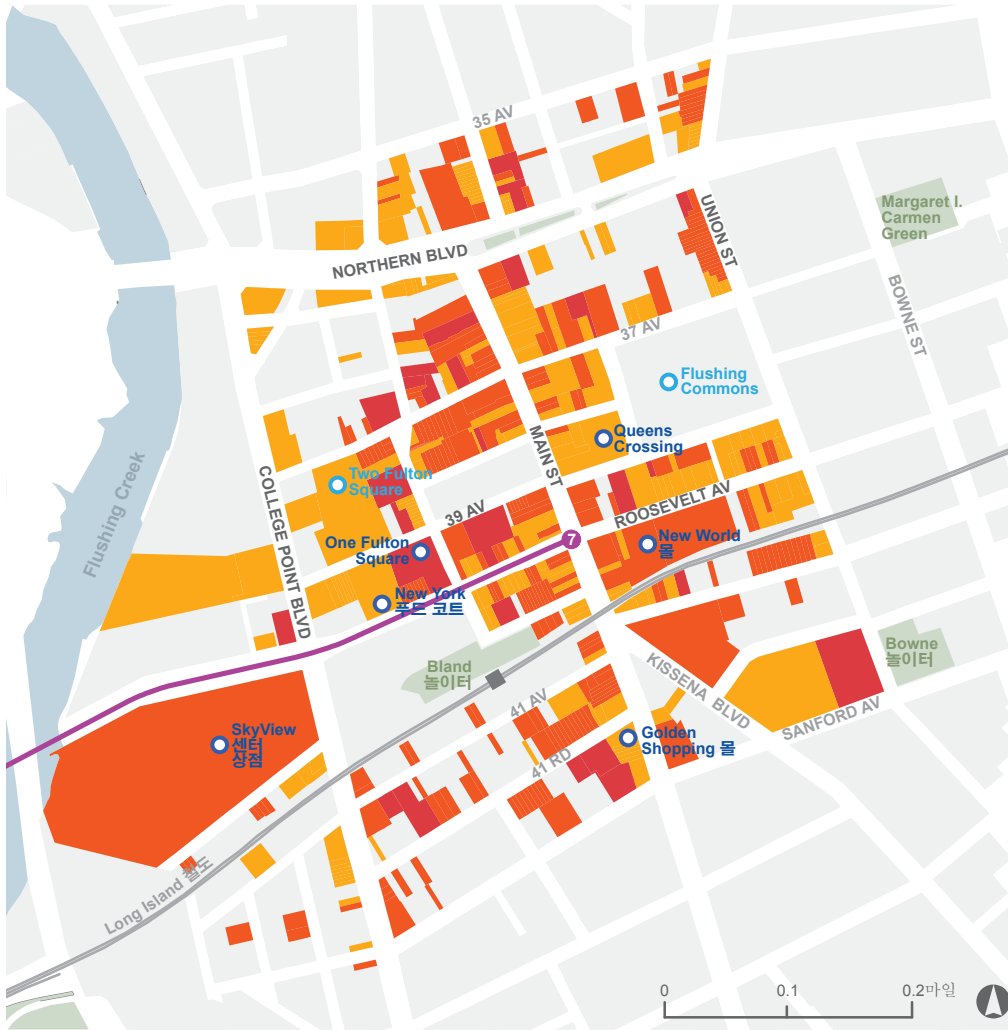 35 AV
Margaret I.
Carmen
Green
UNION ST
NORTHERN BLVD
BOWNE ST
37 AV
Flushing
Commons
Queens
Crossing
MAIN ST
Flushing Creek
COLLEGE POINT BLVD
Two Fulton
Square
39 AV
ROOSEVELT AV
One Fulton
Square
7
New World
몰
New York
푸드 코트
Bland
놀이터
Bowne
놀이터
KISSENA BLVD
SANFORD AV
41 AV
SkyView
센터
상점
Golden
Shopping 몰
41 RD
Long Island 철도
0
0.1
0.2마일